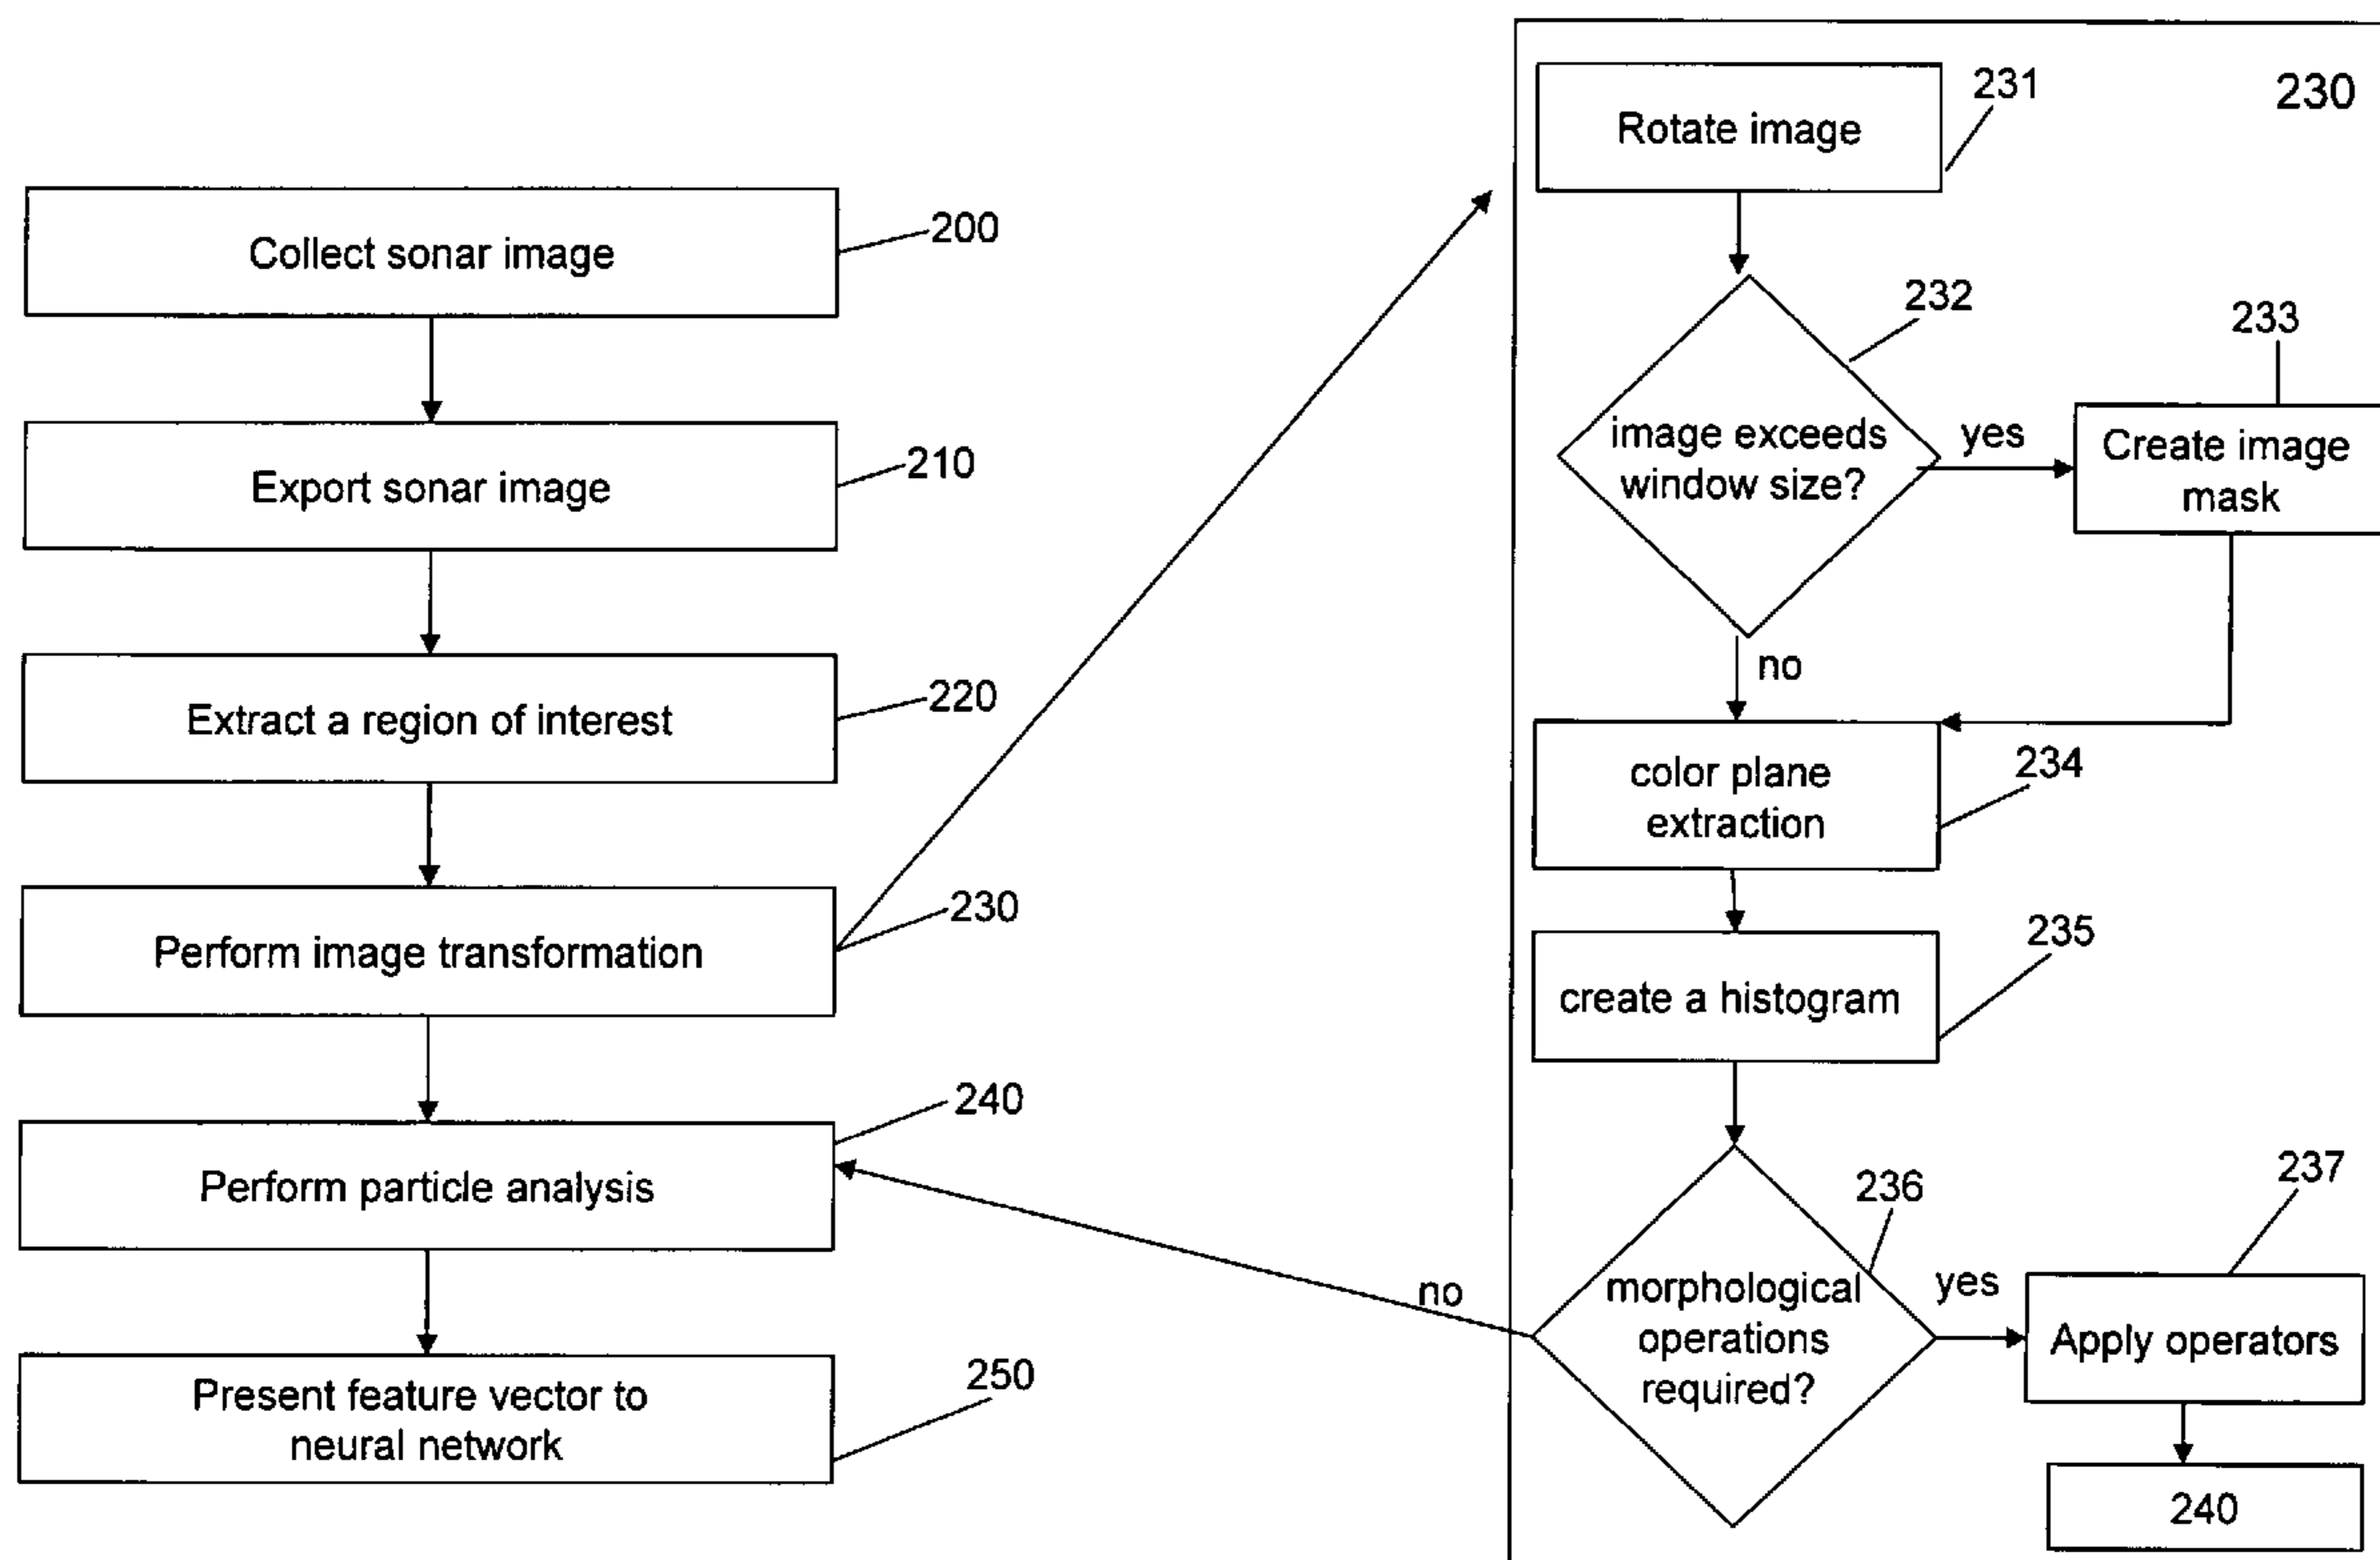 Collect sonar image
200
Export sonar image
210
Extract a region of interest
220
Perform image transformation
230
Perform particle analysis
240
Present feature vector to
neural network
250
230
Rotate image
231
image exceeds
window size?
232
yes
Create image
mask
233
no
color plane
extraction
234
create a histogram
235
morphological
operations
required?
236
no
yes
Apply operators
237
240